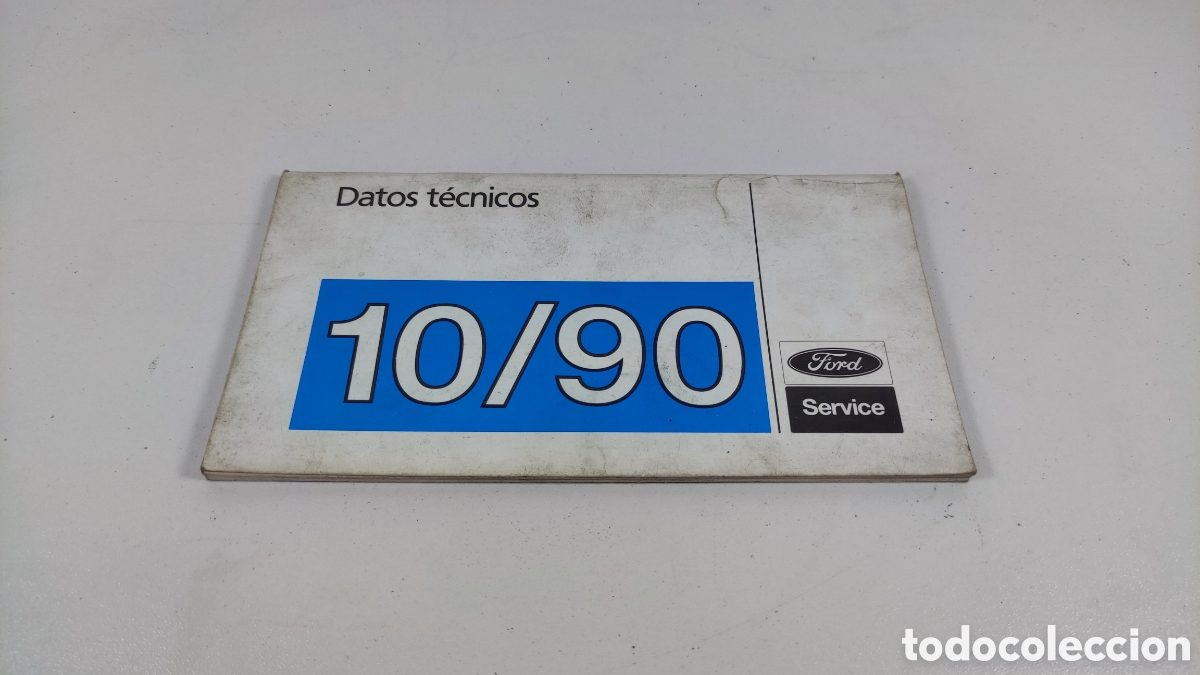 Datos técnicos
10/90
Ford
Service
todocoleccion